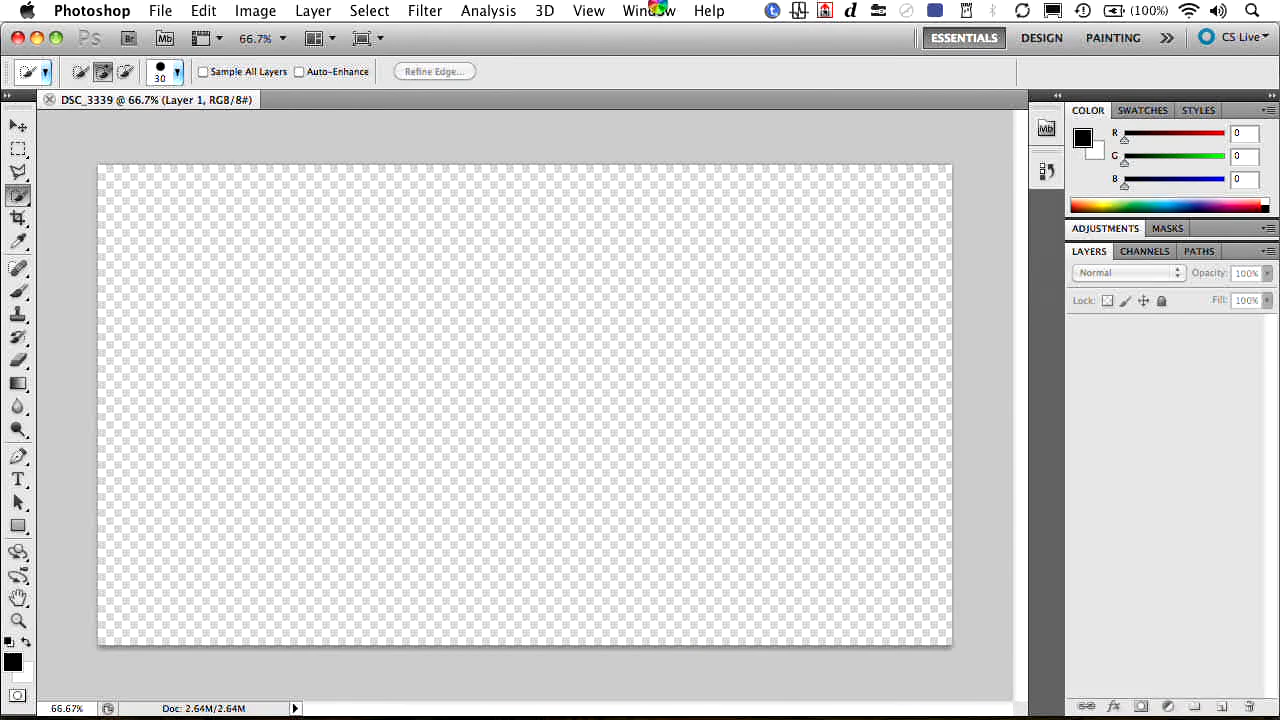 Photoshop File Edit Image Layer Select Filter Analysis 3D View Window Help (100%)
Ps Br Mb 66.7% ESSENTIALS DESIGN PAINTING CS Live
30 Sample All Layers Auto-Enhance Refine Edge...
DSC_3339 @ 66.7% (Layer 1, RGB/8#)
COLOR SWATCHES STYLES
Mb
R 0
G 0
B 0
ADJUSTMENTS MASKS
LAYERS CHANNELS PATHS
Normal Opacity: 100%
Lock: Fill: 100%
T
66.67% Doc: 2.64M/2.64M
fx